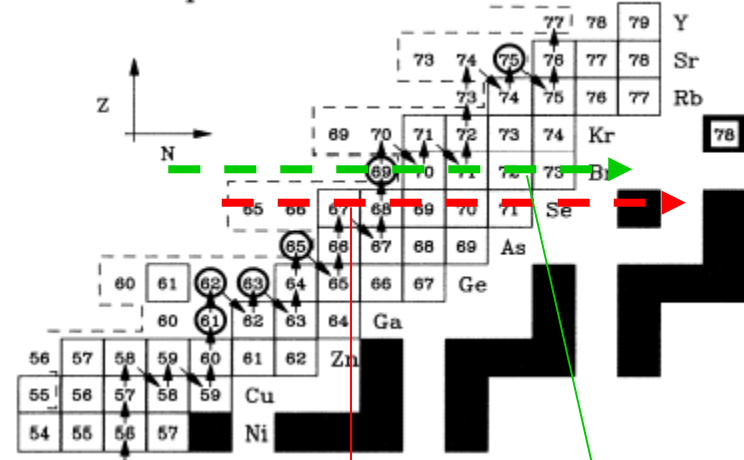 77 78 79 Y
73 74 75 76 77 78 Sr
73 74 75 76 77 Rb
Z
69 70 71 72 73 74 Kr 78
N
69 70 71 72 73 Br
65 66 67 68 69 70 71 Se
65 66 67 68 69 As
60 61 62 63 64 65 66 67 Ge
60 61 62 63 64 Ga
56 57 58 59 60 61 62 Zn
55 56 57 58 59 Cu
54 55 56 57 Ni